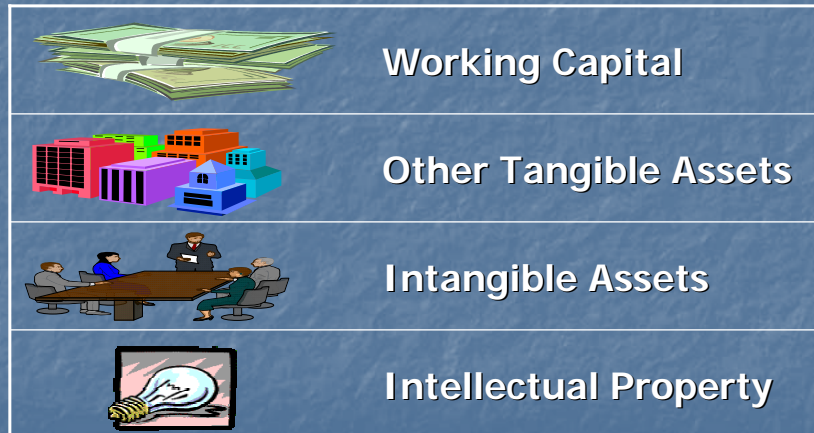 Working Capital
Other Tangible Assets
Intangible Assets
Intellectual Property